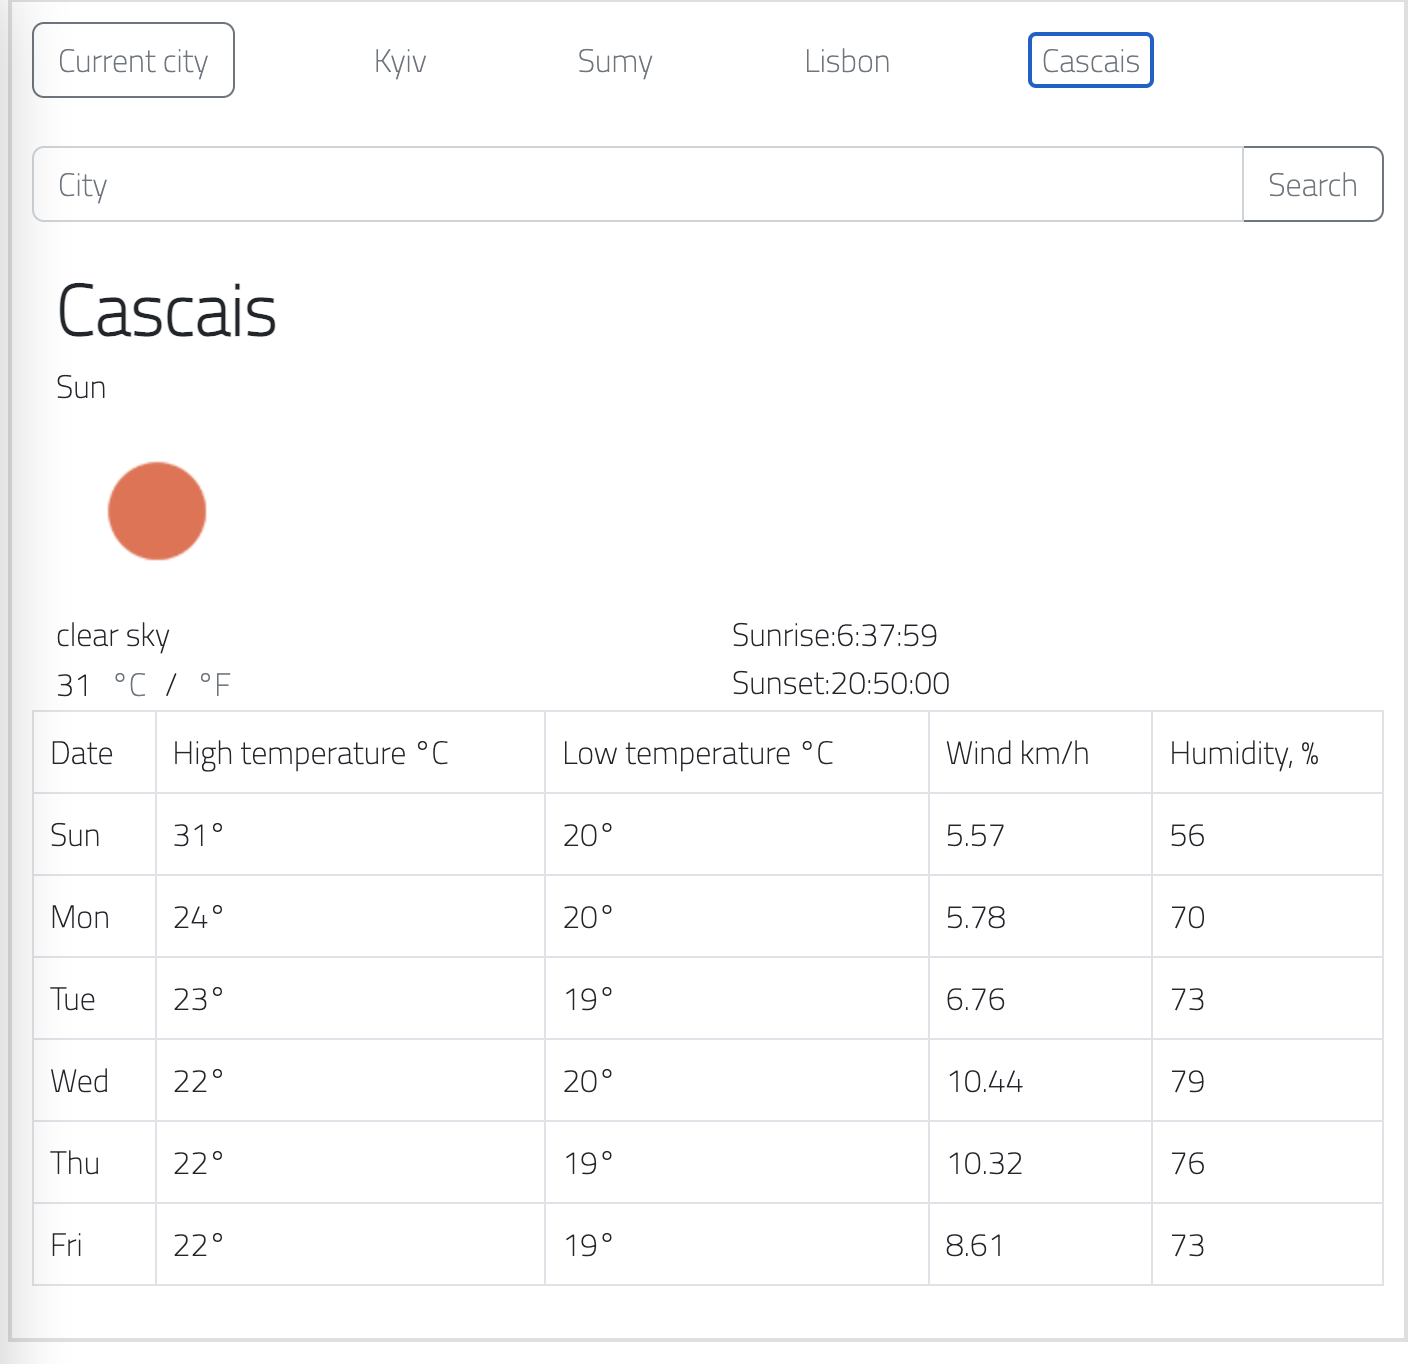 Current city Kyiv Sumy Lisbon Cascais
City Search
Cascais
Sun
clear sky Sunrise:6:37:59
31 °C / °F Sunset:20:50:00
Date High temperature °C Low temperature °C Wind km/h Humidity, %
Sun 31° 20° 5.57 56
Mon 24° 20° 5.78 70
Tue 23° 19° 6.76 73
Wed 22° 20° 10.44 79
Thu 22° 19° 10.32 76
Fri 22° 19° 8.61 73